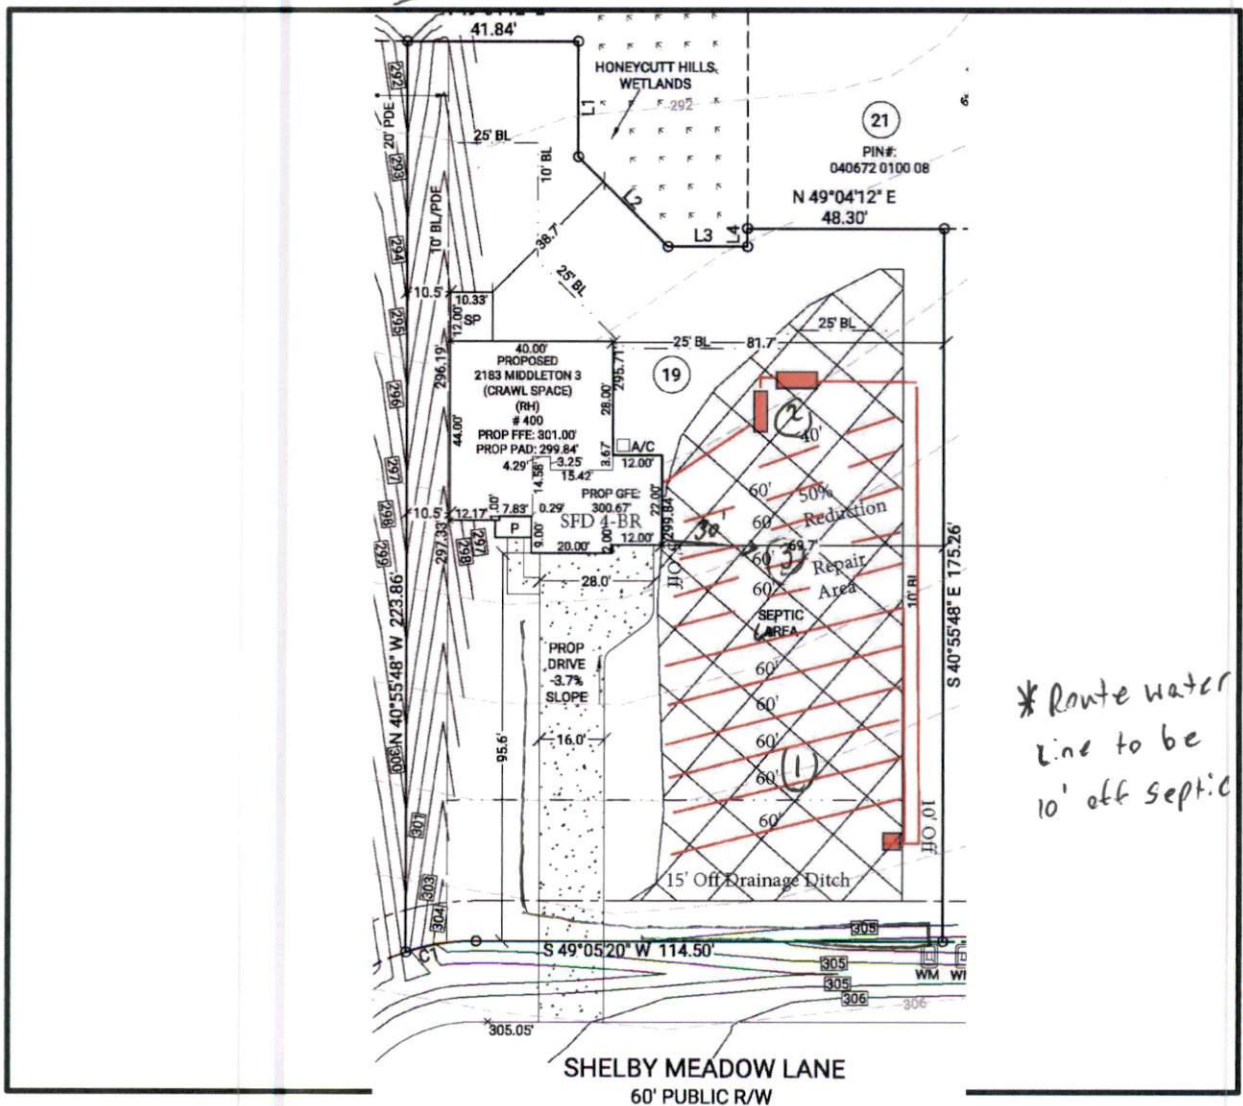 41.84'
HONEYCUTT HILLS
WETLANDS
292
L1
292
20' PDE
25' BL
10' BL
21
PIN#:
040672 0100 08
293
N 49°04'12" E
48.30'
L2
10' BL/PDE
L3
L4
294
38.7'
25' BL
10.5'
10.33'
12.00'
SP
295
25' BL
25' BL
81.7'
40.00'
PROPOSED
2183 MIDDLETON 3
(CRAWL SPACE)
(RH)
# 400
PROP FFE: 301.00'
PROP PAD: 299.84'
296.19'
295.71'
19
28.00'
296
44.00'
2
40'
3.67'
A/C
12.00'
4.29'
3.25'
15.42'
14.58'
297
60'
50%
Reduction
PROP GFE:
300.67'
22.00'
299.84'
SFD 4-BR
10.5'
12.17'
7.83'
0.29'
298
60'
30'
P
9.00'
20.00'
2.00'
12.00'
69.7'
3
297.33'
298
297
299
5' Off
60'
Repair
Area
28.0'
60'
10' BL
SEPTIC
AREA
S 40°55'48" E 175.26'
N 40°55'48" W 223.86'
PROP
DRIVE
-3.7%
SLOPE
60'
60'
* Route water
line to be
10' off septic
95.6'
16.0'
60'
300
60'
1
301
60'
10' Off
303
15' Off Drainage Ditch
304
305
C1
S 49°05'20" W 114.50'
305
WM
305
306
306
305.05'
SHELBY MEADOW LANE
60' PUBLIC R/W